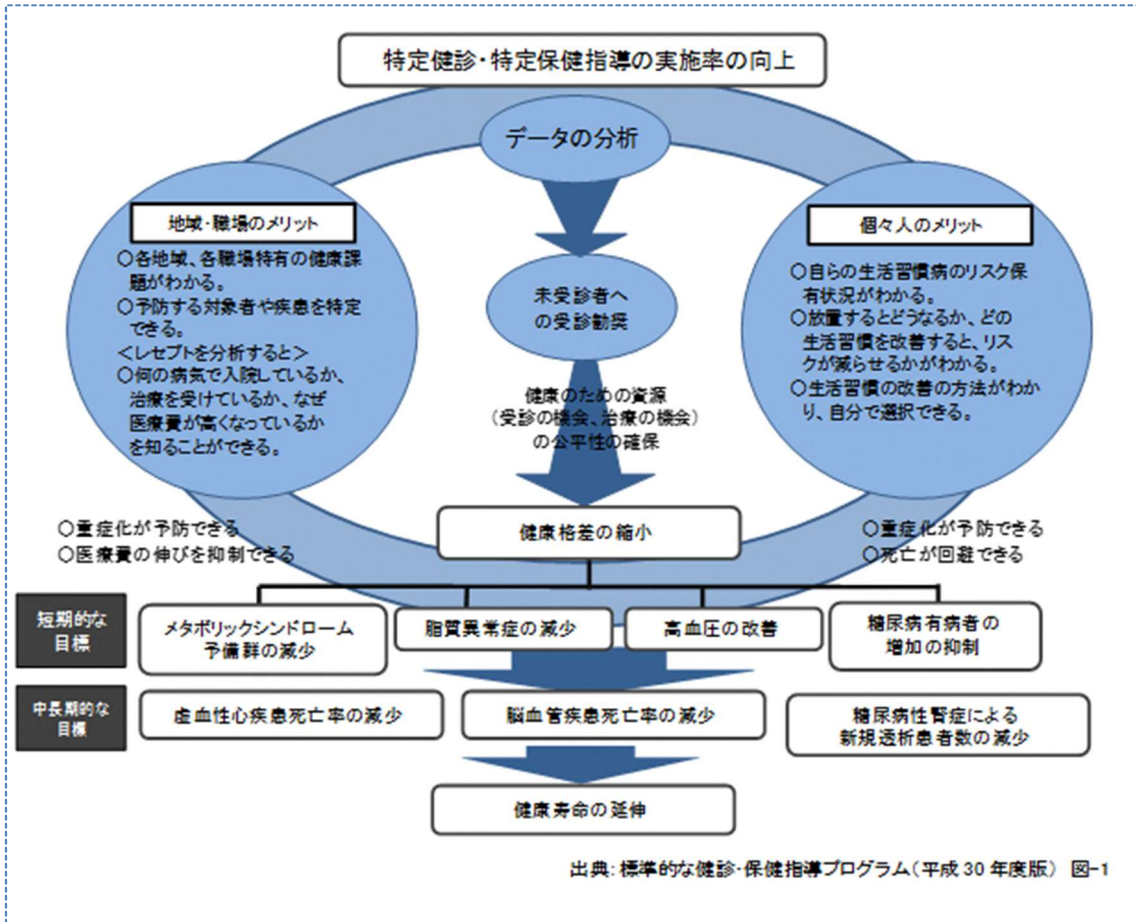 特定健診・特定保健指導の実施率の向上
データの分析
地域・職場のメリット
○各地域、各職場特有の健康課
題がわかる。
○予防する対象者や疾患を特定
できる。
<レセプトを分析すると>
○何の病気で入院しているか、
治療を受けているか、なぜ
医療費が高くなっているか
を知ることができる。
未受診者へ
の受診勧奨
健康のための資源
(受診の機会、治療の機会)
の公平性の確保
個々人のメリット
○自らの生活習慣病のリスク保
有状況がわかる。
○放置するとどうなるか、どの
生活習慣を改善すると、リス
クが減らせるかがわかる。
○生活習慣の改善の方法がわか
り、自分で選択できる。
○重症化が予防できる
○医療費の伸びを抑制できる
健康格差の縮小
○重症化が予防できる
○死亡が回避できる
短期的な
目標
メタボリックシンドローム
予備群の減少
脂質異常症の減少
高血圧の改善
糖尿病有病者の
増加の抑制
中長期的な
目標
虚血性心疾患死亡率の減少
脳血管疾患死亡率の減少
糖尿病性腎症による
新規透析患者数の減少
健康寿命の延伸
出典:標準的な健診・保健指導プログラム(平成30年度版) 図-1